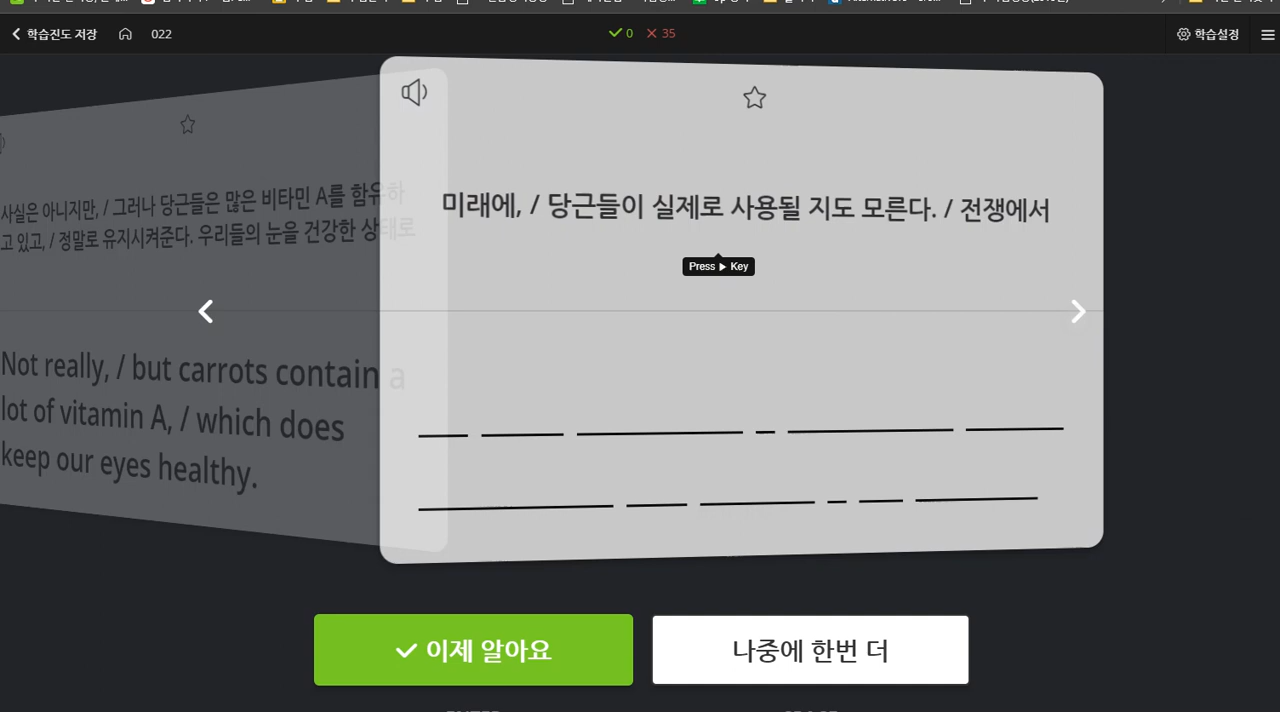 학습진도 저장
022
0
35
학습설정
사실은 아니지만, / 그러나 당근들은 많은 비타민 A를 함유하
고 있고, / 정말로 유지시켜준다. 우리들의 눈을 건강한 상태로
Not really, / but carrots contain a
lot of vitamin A, / which does
keep our eyes healthy.
미래에, / 당근들이 실제로 사용될 지도 모른다. / 전쟁에서
Press ▶ Key
이제 알아요
나중에 한번 더